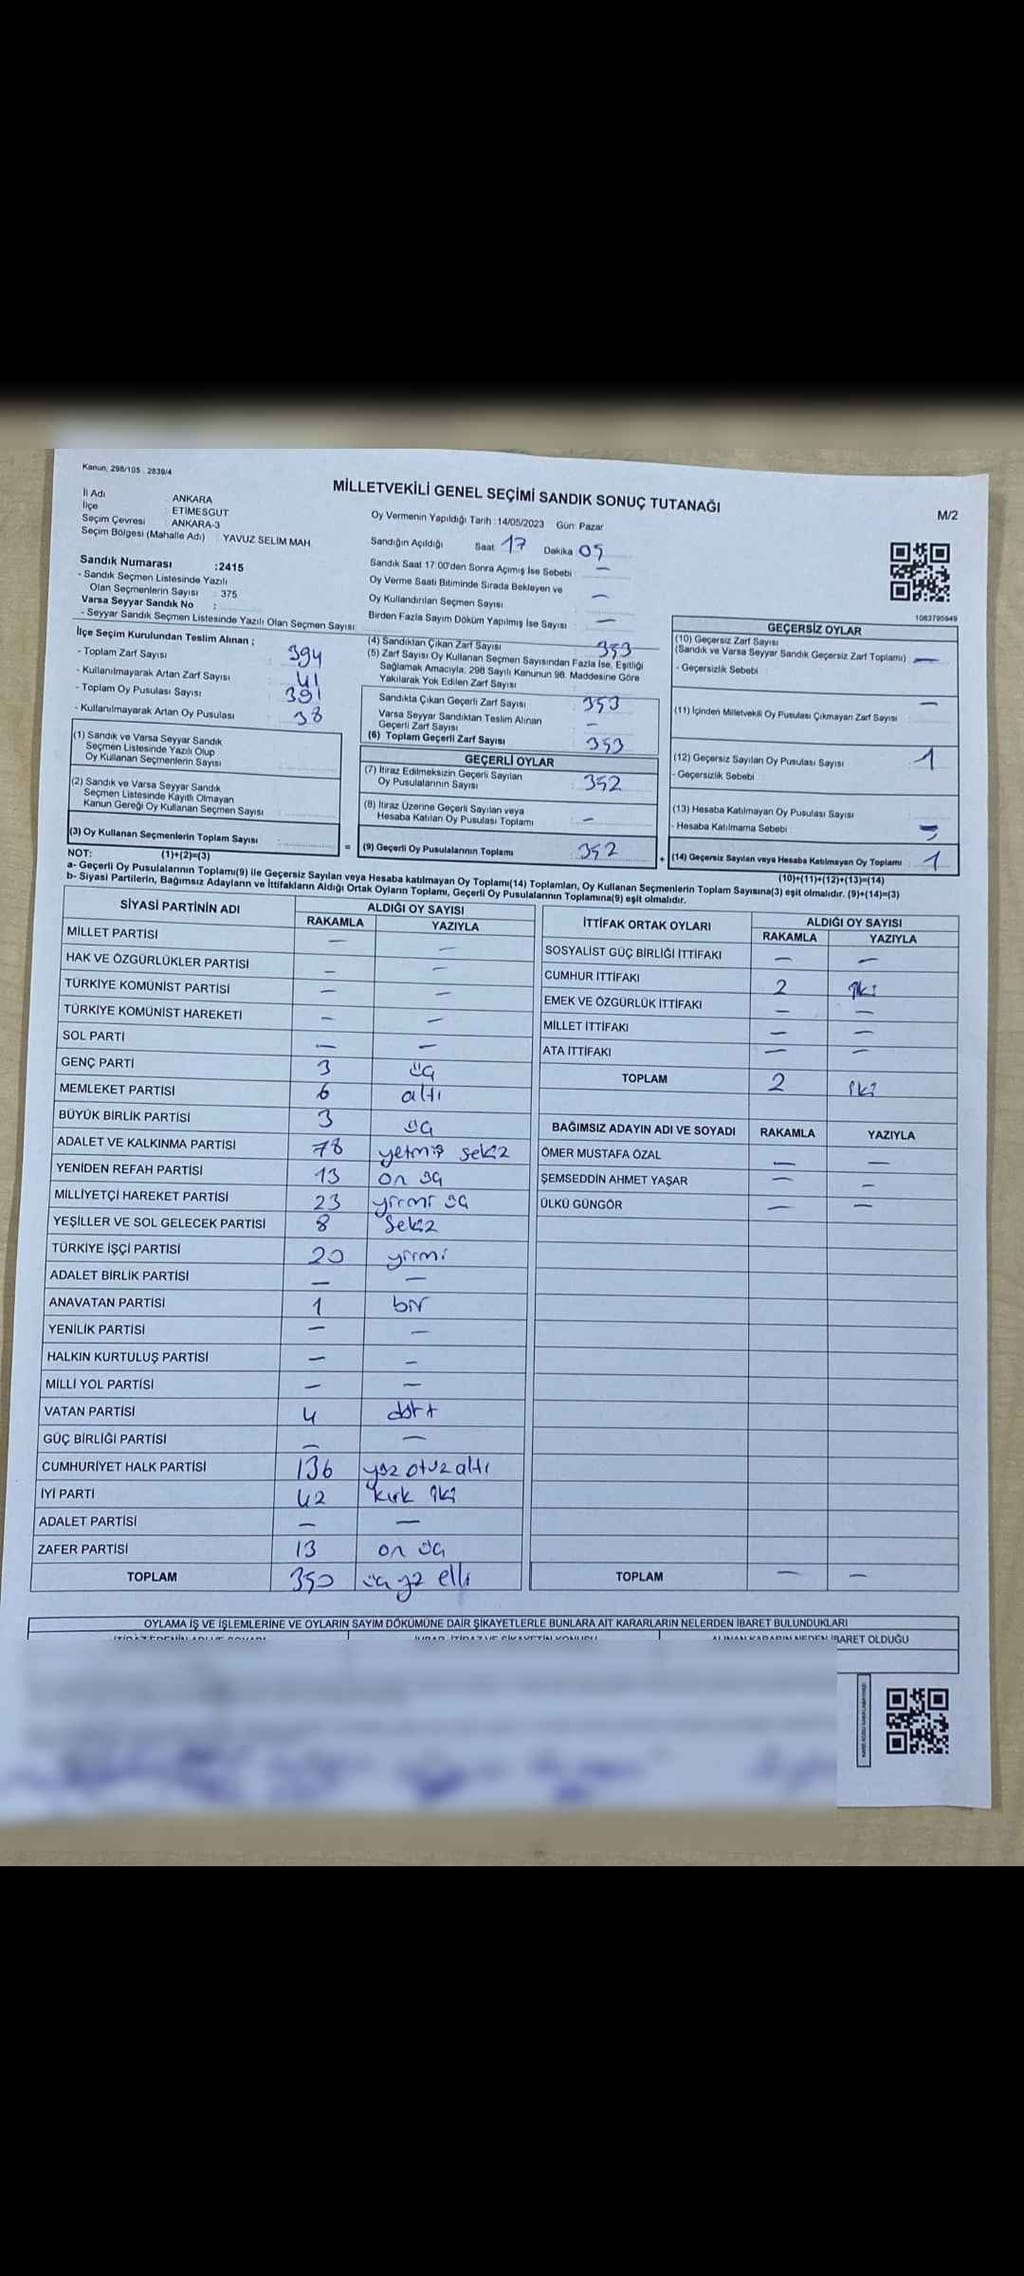 Kanun: 298/105 : 2839/4
MİLLETVEKİLİ GENEL SEÇİMİ SANDIK SONUÇ TUTANAĞI
M/2
İl Adı ANKARA
İlçe ETİMESGUT
Seçim Çevresi ANKARA-3
Seçim Bölgesi (Mahalle Adı) YAVUZ SELİM MAH
Oy Vermenin Yapıldığı Tarih :14/05/2023 Gün: Pazar
Sandığın Açıldığı Saat 17 Dakika 05
Sandık Saat 17.00'den Sonra Açımış İse Sebebi : —
Oy Verme Saati Bitiminde Sırada Bekleyen ve
Oy Kullandırılan Seçmen Sayısı —
Birden Fazla Sayım Döküm Yapılmış İse Sayısı —
Sandık Numarası :2415
- Sandık Seçmen Listesinde Yazılı
Olan Seçmenlerin Sayısı : 375
Varsa Seyyar Sandık No :
- Seyyar Sandık Seçmen Listesinde Yazılı Olan Seçmen Sayısı:
1083795949
İlçe Seçim Kurulundan Teslim Alınan ;
- Toplam Zarf Sayısı 394
- Kullanılmayarak Artan Zarf Sayısı 41
- Toplam Oy Pusulası Sayısı 391
- Kullanılmayarak Artan Oy Pusulası 38
(1) Sandık ve Varsa Seyyar Sandık
Seçmen Listesinde Yazılı Olup
Oy Kullanan Seçmenlerin Sayısı
(2) Sandık ve Varsa Seyyar Sandık
Seçmen Listesinde Kayıtlı Olmayan
Kanun Gereği Oy Kullanan Seçmen Sayısı
(3) Oy Kullanan Seçmenlerin Toplam Sayısı
(4) Sandıktan Çıkan Zarf Sayısı 353
(5) Zarf Sayısı Oy Kullanan Seçmen Sayısından Fazla İse, Eşitliği
Sağlamak Amacıyla, 298 Sayılı Kanunun 98. Maddesine Göre
Yakılarak Yok Edilen Zarf Sayısı
Sandıkta Çıkan Geçerli Zarf Sayısı 353
Varsa Seyyar Sandıktan Teslim Alınan
Geçerli Zarf Sayısı —
(6) Toplam Geçerli Zarf Sayısı 353
GEÇERLİ OYLAR
(7) İtiraz Edilmeksizin Geçerli Sayılan
Oy Pusulalarının Sayısı 352
(8) İtiraz Üzerine Geçerli Sayılan veya
Hesaba Katılan Oy Pusulası Toplamı —
= (9) Geçerli Oy Pusulalarının Toplamı 352
GEÇERSİZ OYLAR
(10) Geçersiz Zarf Sayısı
(Sandık ve Varsa Seyyar Sandık Geçersiz Zarf Toplamı) —
- Geçersizlik Sebebi
(11) İçinden Milletvekili Oy Pusulası Çıkmayan Zarf Sayısı —
(12) Geçersiz Sayılan Oy Pusulası Sayısı 1
- Geçersizlik Sebebi
(13) Hesaba Katılmayan Oy Pusulası Sayısı
- Hesaba Katılmama Sebebi —
+ (14) Geçersiz Sayılan veya Hesaba Katılmayan Oy Toplamı 1
NOT: (1)+(2)=(3)
(10)+(11)+(12)+(13)=(14)
a- Geçerli Oy Pusulalarının Toplamı(9) ile Geçersiz Sayılan veya Hesaba katılmayan Oy Toplamı(14) Toplamları, Oy Kullanan Seçmenlerin Toplam Sayısına(3) eşit olmalıdır. (9)+(14)=(3)
b- Siyasi Partilerin, Bağımsız Adayların ve İttifakların Aldığı Ortak Oyların Toplamı, Geçerli Oy Pusulalarının Toplamına(9) eşit olmalıdır.
SİYASİ PARTİNİN ADI ALDIĞI OY SAYISI
RAKAMLA YAZIYLA
MİLLET PARTİSİ — —
HAK VE ÖZGÜRLÜKLER PARTİSİ — —
TÜRKİYE KOMÜNİST PARTİSİ — —
TÜRKİYE KOMÜNİST HAREKETİ — —
SOL PARTİ — —
GENÇ PARTİ 3 üç
MEMLEKET PARTİSİ 6 altı
BÜYÜK BİRLİK PARTİSİ 3 üç
ADALET VE KALKINMA PARTİSİ 78 yetmiş sekiz
YENİDEN REFAH PARTİSİ 13 on üç
MİLLİYETÇİ HAREKET PARTİSİ 23 yirmi üç
YEŞİLLER VE SOL GELECEK PARTİSİ 8 Sekiz
TÜRKİYE İŞÇİ PARTİSİ 20 yirmi
ADALET BİRLİK PARTİSİ — —
ANAVATAN PARTİSİ 1 bir
YENİLİK PARTİSİ — —
HALKIN KURTULUŞ PARTİSİ — —
MİLLİ YOL PARTİSİ — —
VATAN PARTİSİ 4 dört
GÜÇ BİRLİĞİ PARTİSİ — —
CUMHURİYET HALK PARTİSİ 136 yüz otuz altı
İYİ PARTİ 42 kırk iki
ADALET PARTİSİ — —
ZAFER PARTİSİ 13 on üç
TOPLAM 350 üç yüz elli
İTTİFAK ORTAK OYLARI ALDIĞI OY SAYISI
RAKAMLA YAZIYLA
SOSYALİST GÜÇ BİRLİĞİ İTTİFAKI — —
CUMHUR İTTİFAKI 2 iki
EMEK VE ÖZGÜRLÜK İTTİFAKI — —
MİLLET İTTİFAKI — —
ATA İTTİFAKI — —
TOPLAM 2 iki
BAĞIMSIZ ADAYIN ADI VE SOYADI RAKAMLA YAZIYLA
ÖMER MUSTAFA ÖZAL — —
ŞEMSEDDİN AHMET YAŞAR — —
ÜLKÜ GÜNGÖR — —
TOPLAM — —
OYLAMA İŞ VE İŞLEMLERİNE VE OYLARIN SAYIM DÖKÜMÜNE DAİR ŞİKAYETLERLE BUNLARA AİT KARARLARIN NELERDEN İBARET BULUNDUKLARI
ALINAN KARARIN NEDEN İBARET OLDUĞU